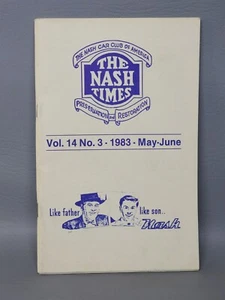 THE NASH CAR CLUB OF AMERICA
THE
NASH
TIMES
PRESERVATION AND RESTORATION
Vol. 14 No. 3 - 1983 - May-June
Like father
like son..
Nash